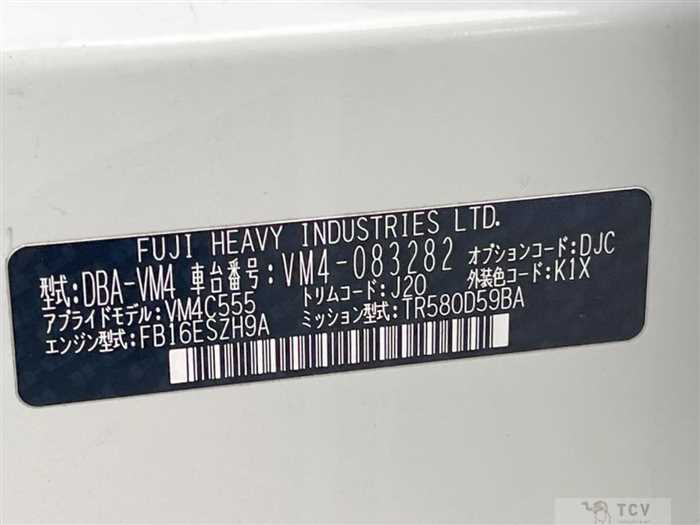 FUJI HEAVY INDUSTRIES LTD.
型式:DBA-VM4 車台番号:VM4-083282 オプションコード:DJC
アプライドモデル:VM4C555 トリムコード:J20 外装色コード:K1X
エンジン型式:FB16ESZH9A ミッション型式:TR580D59BA
TCV